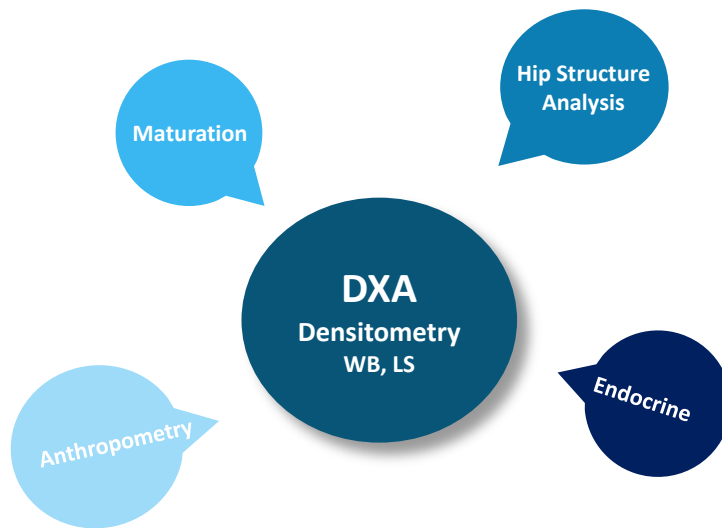 Hip Structure
Analysis
Maturation
DXA
Densitometry
WB, LS
Endocrine
Anthropometry